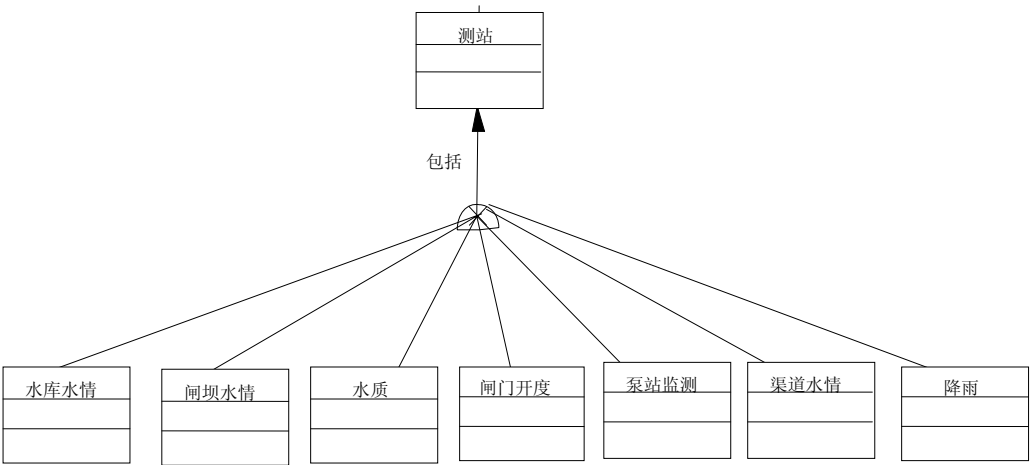 测站
包括
水库水情
闸坝水情
水质
闸门开度
泵站监测
渠道水情
降雨